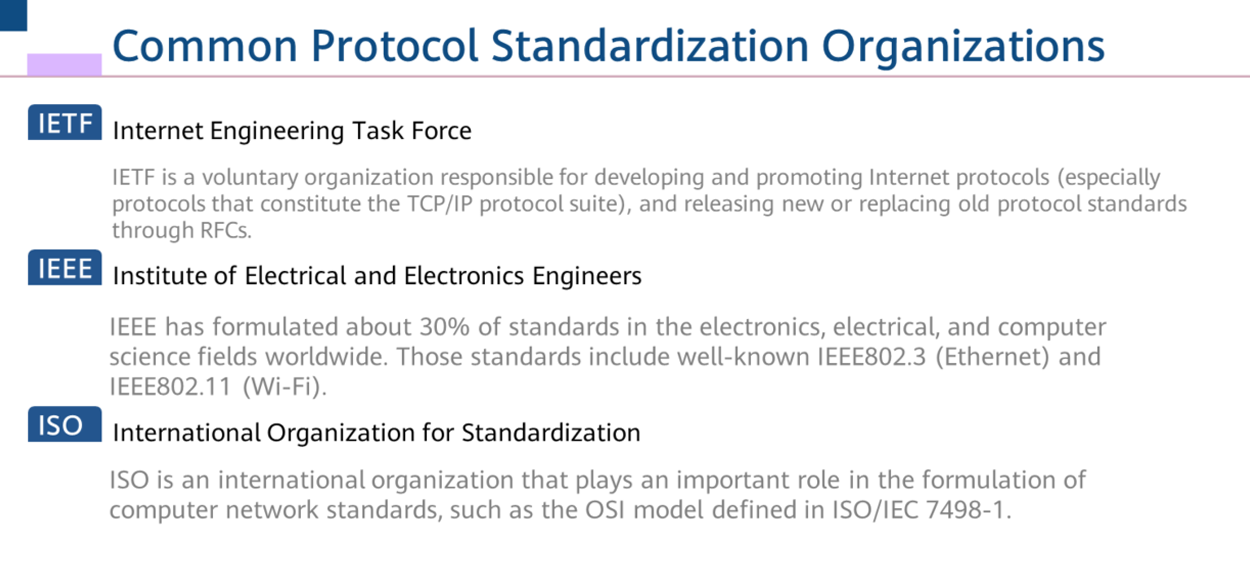 Common Protocol Standardization Organizations
IETF Internet Engineering Task Force
IETF is a voluntary organization responsible for developing and promoting Internet protocols (especially
protocols that constitute the TCP/IP protocol suite), and releasing new or replacing old protocol standards
through RFCs.
IEEE Institute of Electrical and Electronics Engineers
IEEE has formulated about 30% of standards in the electronics, electrical, and computer
science fields worldwide. Those standards include well-known IEEE802.3 (Ethernet) and
IEEE802.11 (Wi-Fi).
ISO International Organization for Standardization
ISO is an international organization that plays an important role in the formulation of
computer network standards, such as the OSI model defined in ISO/IEC 7498-1.